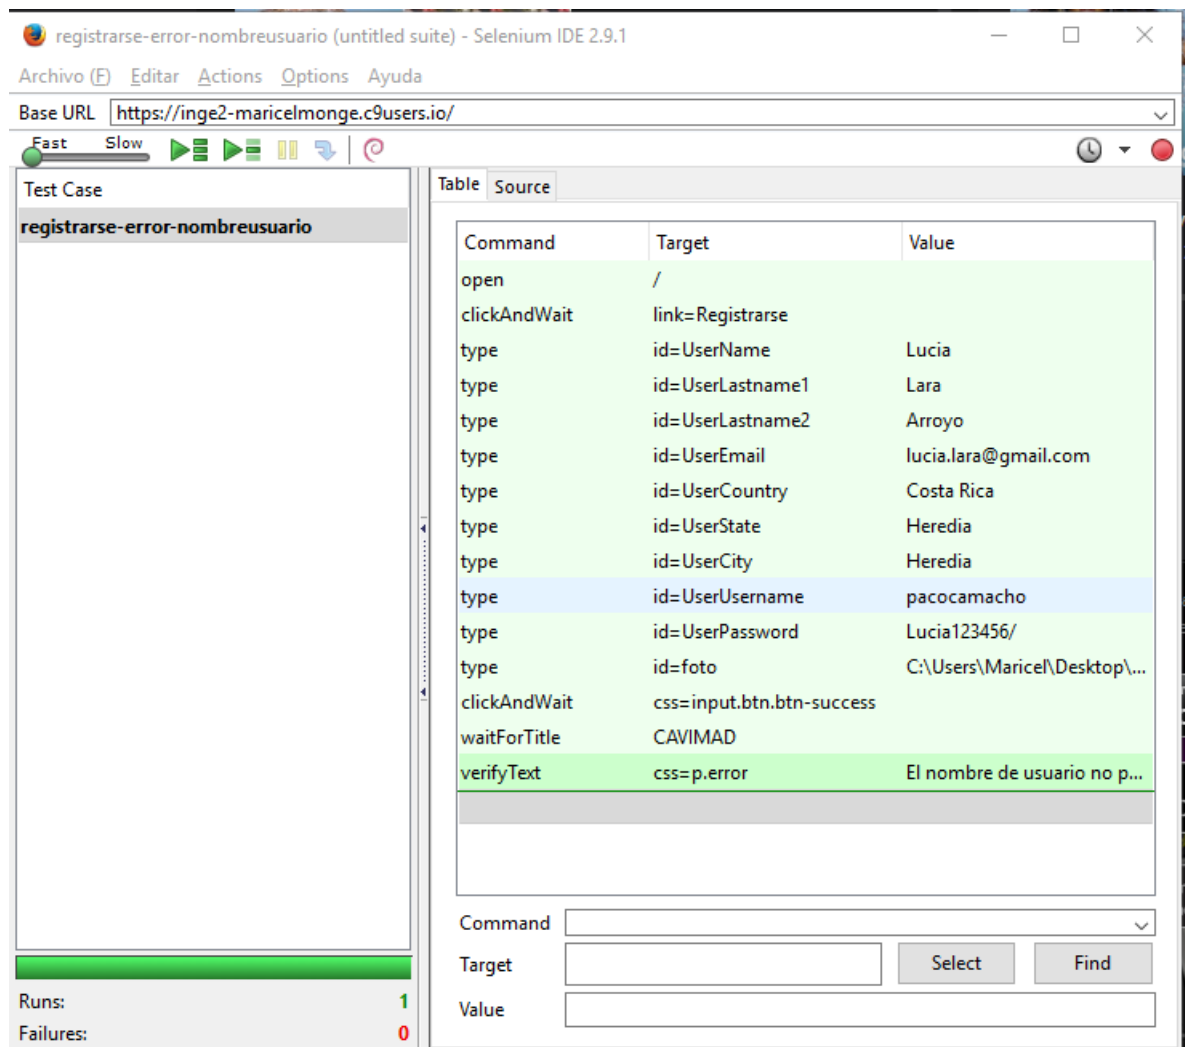 registrarse-error-nombreusuario (untitled suite) - Selenium IDE 2.9.1
Archivo (F) Editar Actions Options Ayuda
Base URL https://inge2-maricelmonge.c9users.io/
Fast Slow
Test Case
registrarse-error-nombreusuario
Table Source
Command Target Value
open /
clickAndWait link=Registrarse
type id=UserName Lucia
type id=UserLastname1 Lara
type id=UserLastname2 Arroyo
type id=UserEmail lucia.lara@gmail.com
type id=UserCountry Costa Rica
type id=UserState Heredia
type id=UserCity Heredia
type id=UserUsername pacocamacho
type id=UserPassword Lucia123456/
type id=foto C:\Users\Maricel\Desktop\...
clickAndWait css=input.btn.btn-success
waitForTitle CAVIMAD
verifyText css=p.error El nombre de usuario no p...
Command
Target Select Find
Value
Runs: 1
Failures: 0